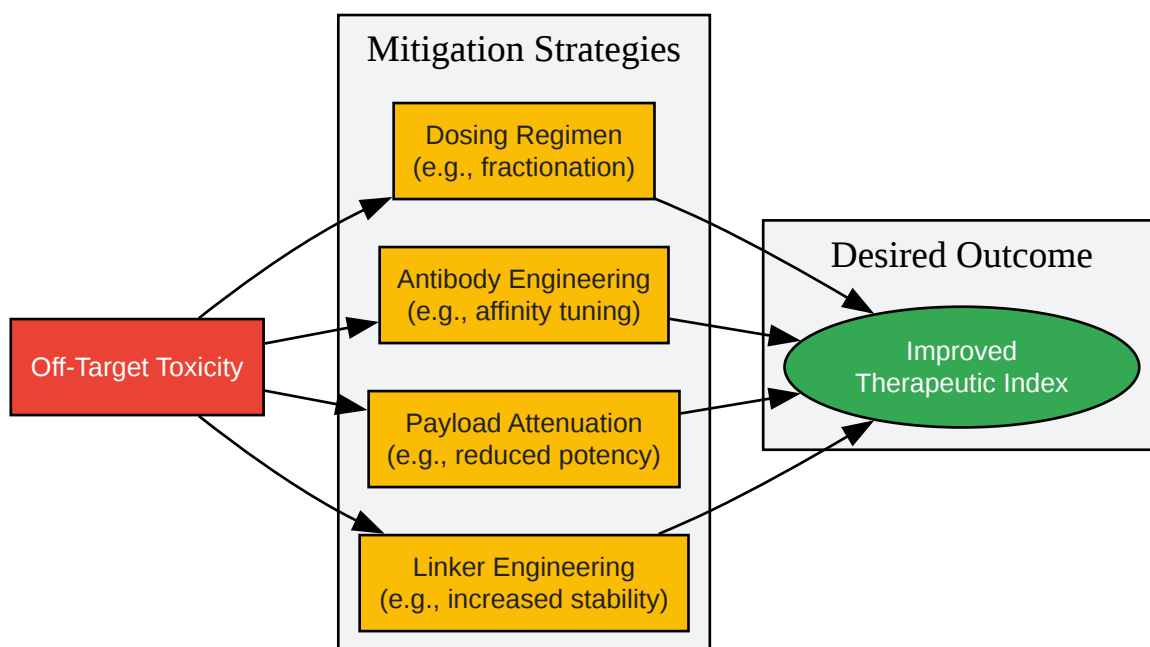 Mitigation Strategies
Dosing Regimen
(e.g., fractionation)
Antibody Engineering
(e.g., affinity tuning)
Payload Attenuation
(e.g., reduced potency)
Linker Engineering
(e.g., increased stability)
Off-Target Toxicity
Desired Outcome
Improved
Therapeutic Index